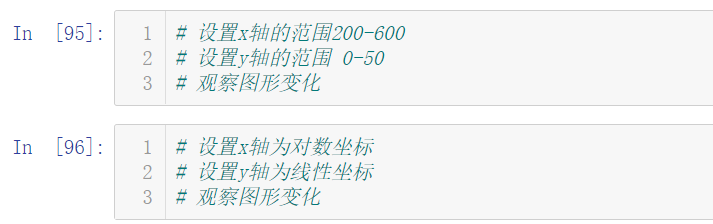 In [95]:
1 # 设置x轴的范围200-600
2 # 设置y轴的范围 0-50
3 # 观察图形变化
In [96]:
1 # 设置x轴为对数坐标
2 # 设置y轴为线性坐标
3 # 观察图形变化